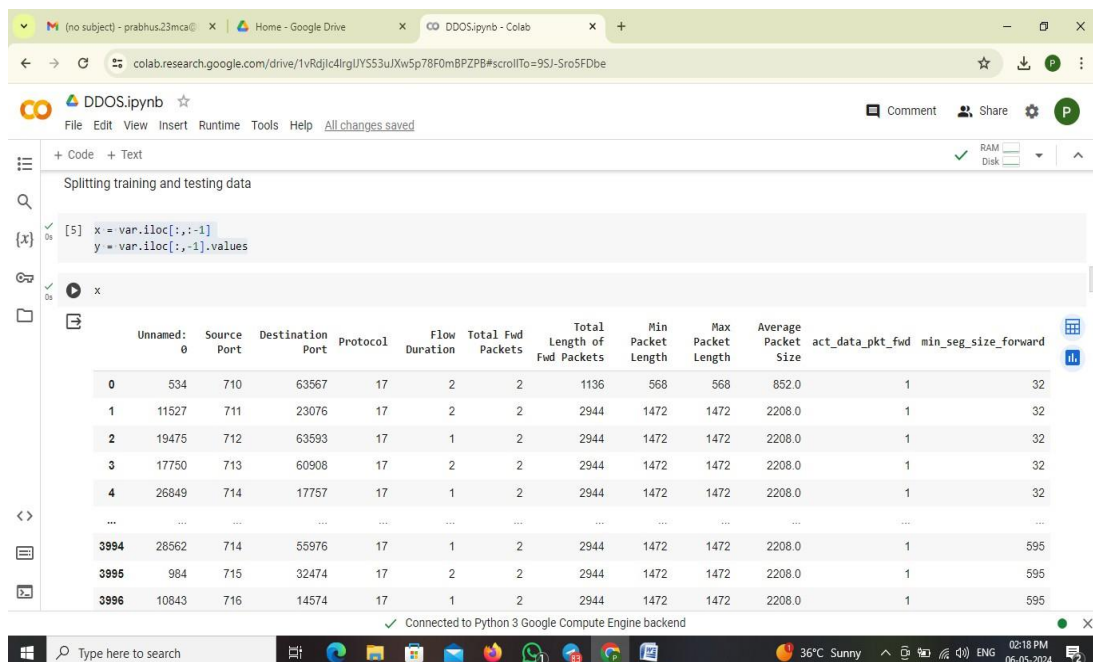 (no subject) - prabhus.23mca@
Home - Google Drive
DDOS.ipynb - Colab
colab.research.google.com/drive/1vRdjlc4IrgUYS53uJXw5p78F0mBPZPB#scrollTo=9SJ-Sro5FDbe
P
DDOS.ipynb
Comment Share P
File Edit View Insert Runtime Tools Help All changes saved
+ Code + Text
RAM
Disk
Splitting training and testing data
[5] x = var.iloc[:,:-1]
0s y = var.iloc[:,-1].values
{x}
0s x
Unnamed: 0 Source Port Destination Port Protocol Flow Duration Total Fwd Packets Total Length of Fwd Packets Min Packet Length Max Packet Length Average Packet Size act_data_pkt_fwd min_seg_size_forward
0 534 710 63567 17 2 2 1136 568 568 852.0 1 32
1 11527 711 23076 17 2 2 2944 1472 1472 2208.0 1 32
2 19475 712 63593 17 1 2 2944 1472 1472 2208.0 1 32
3 17750 713 60908 17 2 2 2944 1472 1472 2208.0 1 32
4 26849 714 17757 17 1 2 2944 1472 1472 2208.0 1 32
... ... ... ... ... ... ... ... ... ... ... ... ...
3994 28562 714 55976 17 1 2 2944 1472 1472 2208.0 1 595
3995 984 715 32474 17 2 2 2944 1472 1472 2208.0 1 595
3996 10843 716 14574 17 1 2 2944 1472 1472 2208.0 1 595
Connected to Python 3 Google Compute Engine backend
Type here to search
36°C Sunny
ENG
02:18 PM
06-05-2024